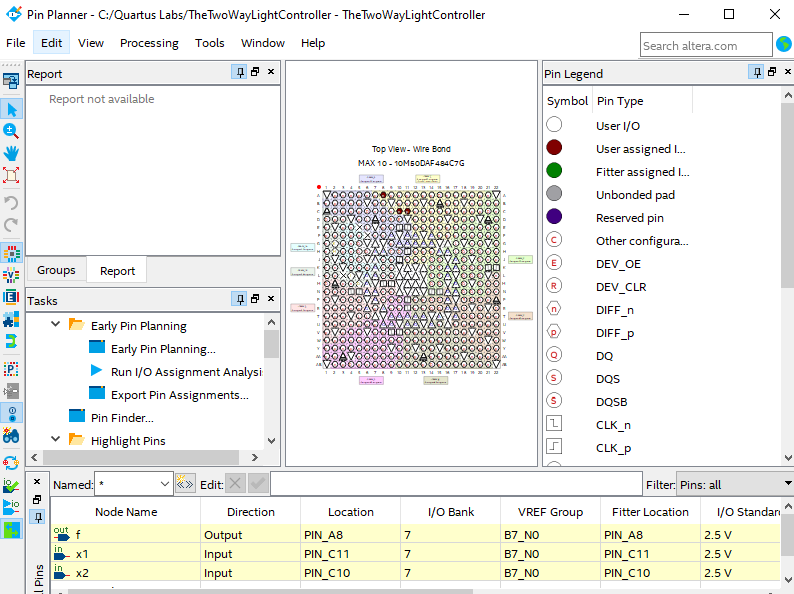 Pin Planner - C:/Quartus Labs/TheTwoWayLightController - TheTwoWayLightController
File Edit View Processing Tools Window Help
Search altera.com
Report
Report not available
Groups Report
Tasks
Early Pin Planning
Early Pin Planning...
Run I/O Assignment Analysi
Export Pin Assignments...
Pin Finder...
Highlight Pins
Top View - Wire Bond
MAX 10 - 10M50DAF484C7G
Pin Legend
Symbol Pin Type
User I/O
User assigned I...
Fitter assigned I...
Unbonded pad
Reserved pin
C Other configura...
E DEV_OE
R DEV_CLR
n DIFF_n
p DIFF_p
Q DQ
S DQS
S DQSB
CLK_n
CLK_p
Named: * Edit: Filter: Pins: all
Node Name Direction Location I/O Bank VREF Group Fitter Location I/O Standard
out f Output PIN_A8 7 B7_N0 PIN_A8 2.5 V
in x1 Input PIN_C11 7 B7_N0 PIN_C11 2.5 V
in x2 Input PIN_C10 7 B7_N0 PIN_C10 2.5 V
ll Pins